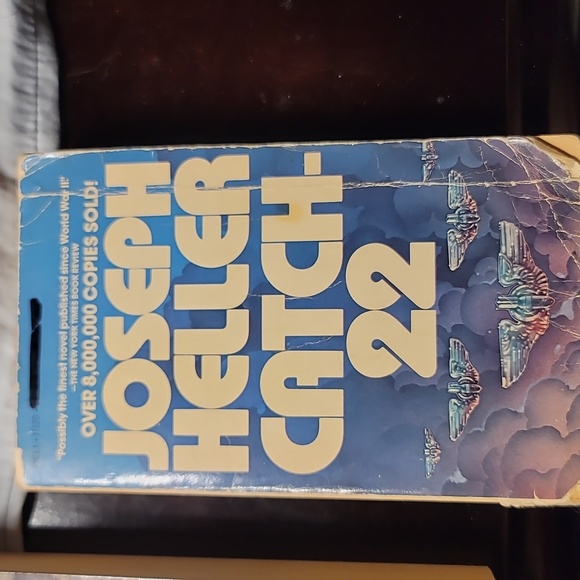 "Possibly the finest novel published since World War II!"
—THE NEW YORK TIMES BOOK REVIEW
OVER 8,000,000 COPIES SOLD!
JOSEPH
HELLER
CATCH-
22